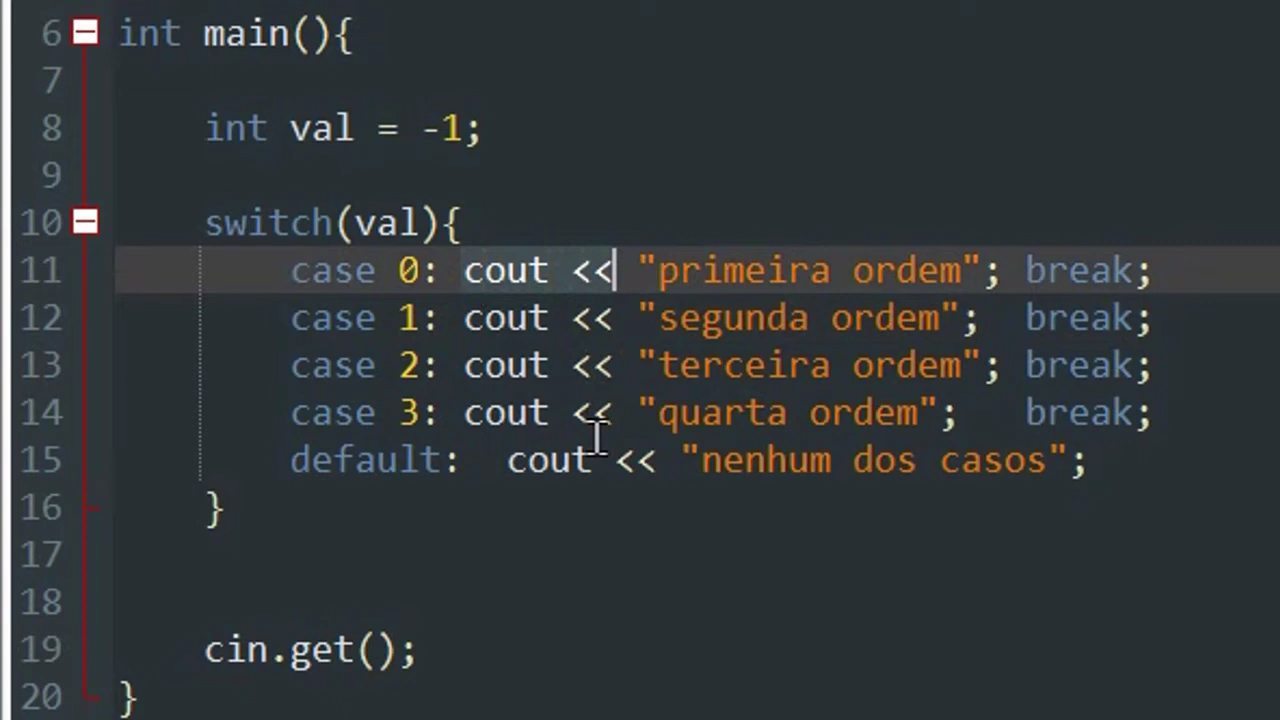 6 int main(){
7
8 int val = -1;
9
10 switch(val){
11 case 0: cout << "primeira ordem"; break;
12 case 1: cout << "segunda ordem"; break;
13 case 2: cout << "terceira ordem"; break;
14 case 3: cout << "quarta ordem"; break;
15 default: cout << "nenhum dos casos";
16 }
17
18
19 cin.get();
20 }